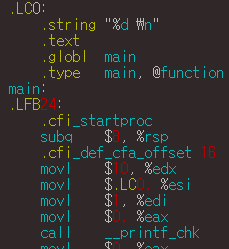 .LC0:
.string "%d ₩n"
.text
.globl main
.type main, @function
main:
.LFB24:
.cfi_startproc
subq $8, %rsp
.cfi_def_cfa_offset 16
movl $10, %edx
movl $.LC0, %esi
movl $1, %edi
movl $0, %eax
call __printf_chk
movl $0, %eax